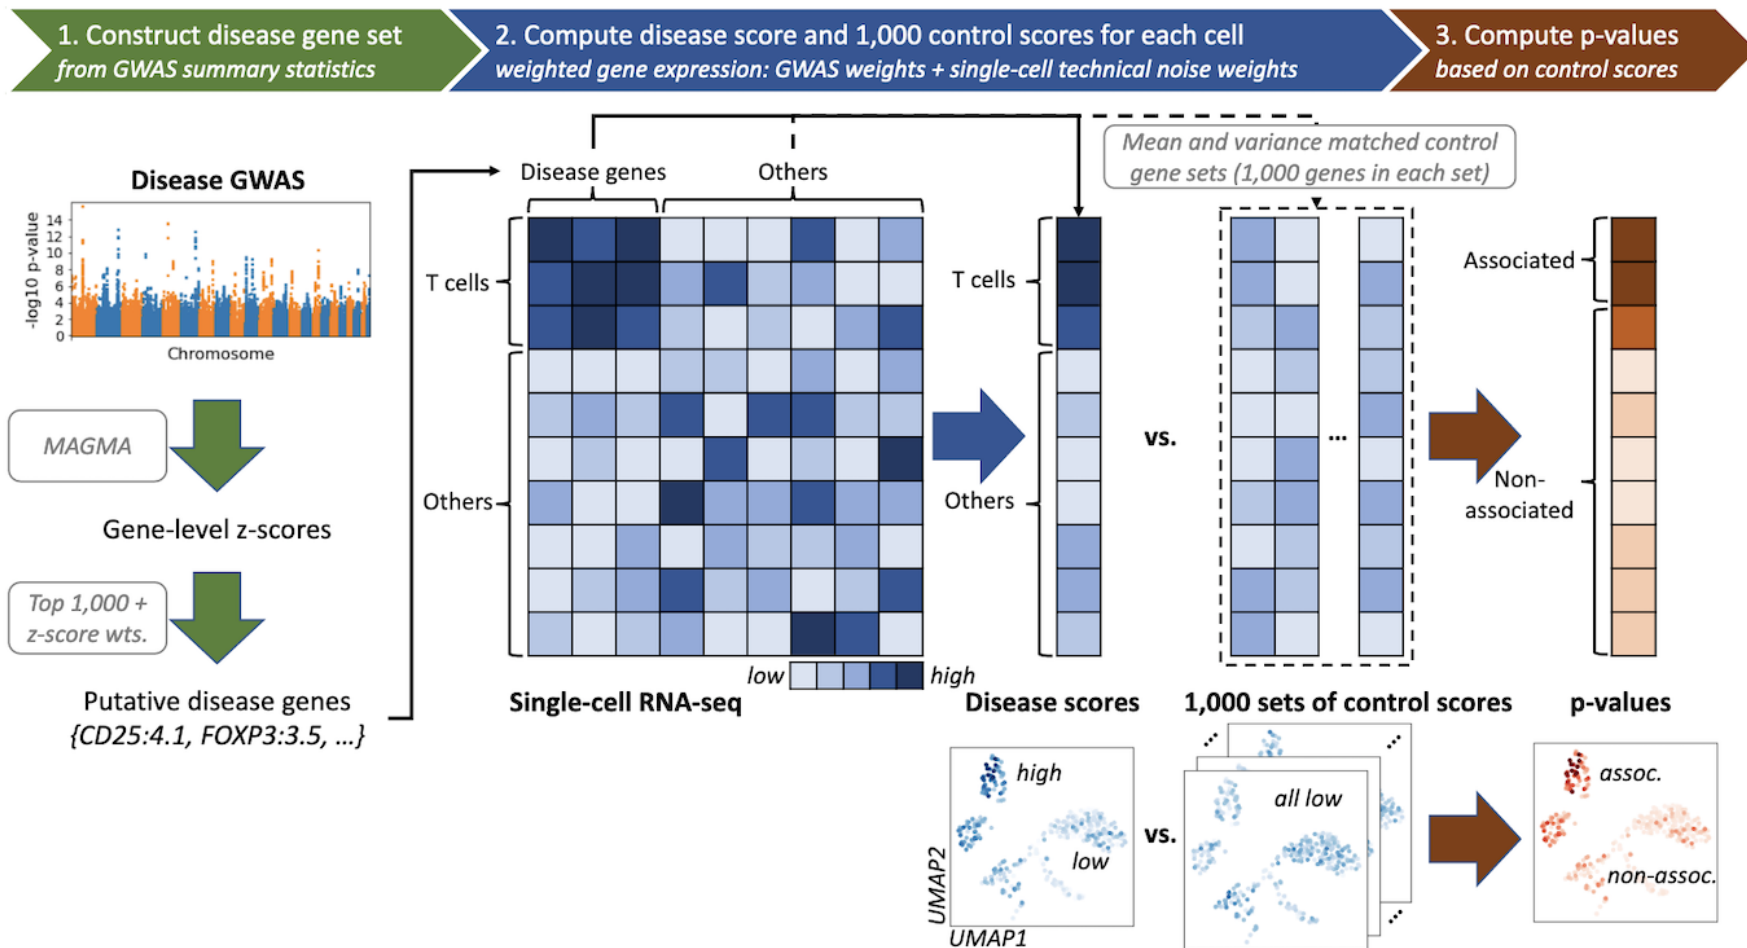 1. Construct disease gene set
from GWAS summary statistics
2. Compute disease score and 1,000 control scores for each cell
weighted gene expression: GWAS weights + single-cell technical noise weights
3. Compute p-values
based on control scores
Disease GWAS
-log10 p-value
14
12
10
8
6
4
2
0
Chromosome
MAGMA
Gene-level z-scores
Top 1,000 +
z-score wts.
Putative disease genes
{CD25:4.1, FOXP3:3.5, ...}
Disease genes
Others
T cells
Others
low
high
Single-cell RNA-seq
Mean and variance matched control
gene sets (1,000 genes in each set)
T cells
Others
vs.
...
Disease scores
1,000 sets of control scores
Associated
Non-
associated
p-values
high
low
UMAP2
UMAP1
vs.
...
...
all low
...
assoc.
non-assoc.